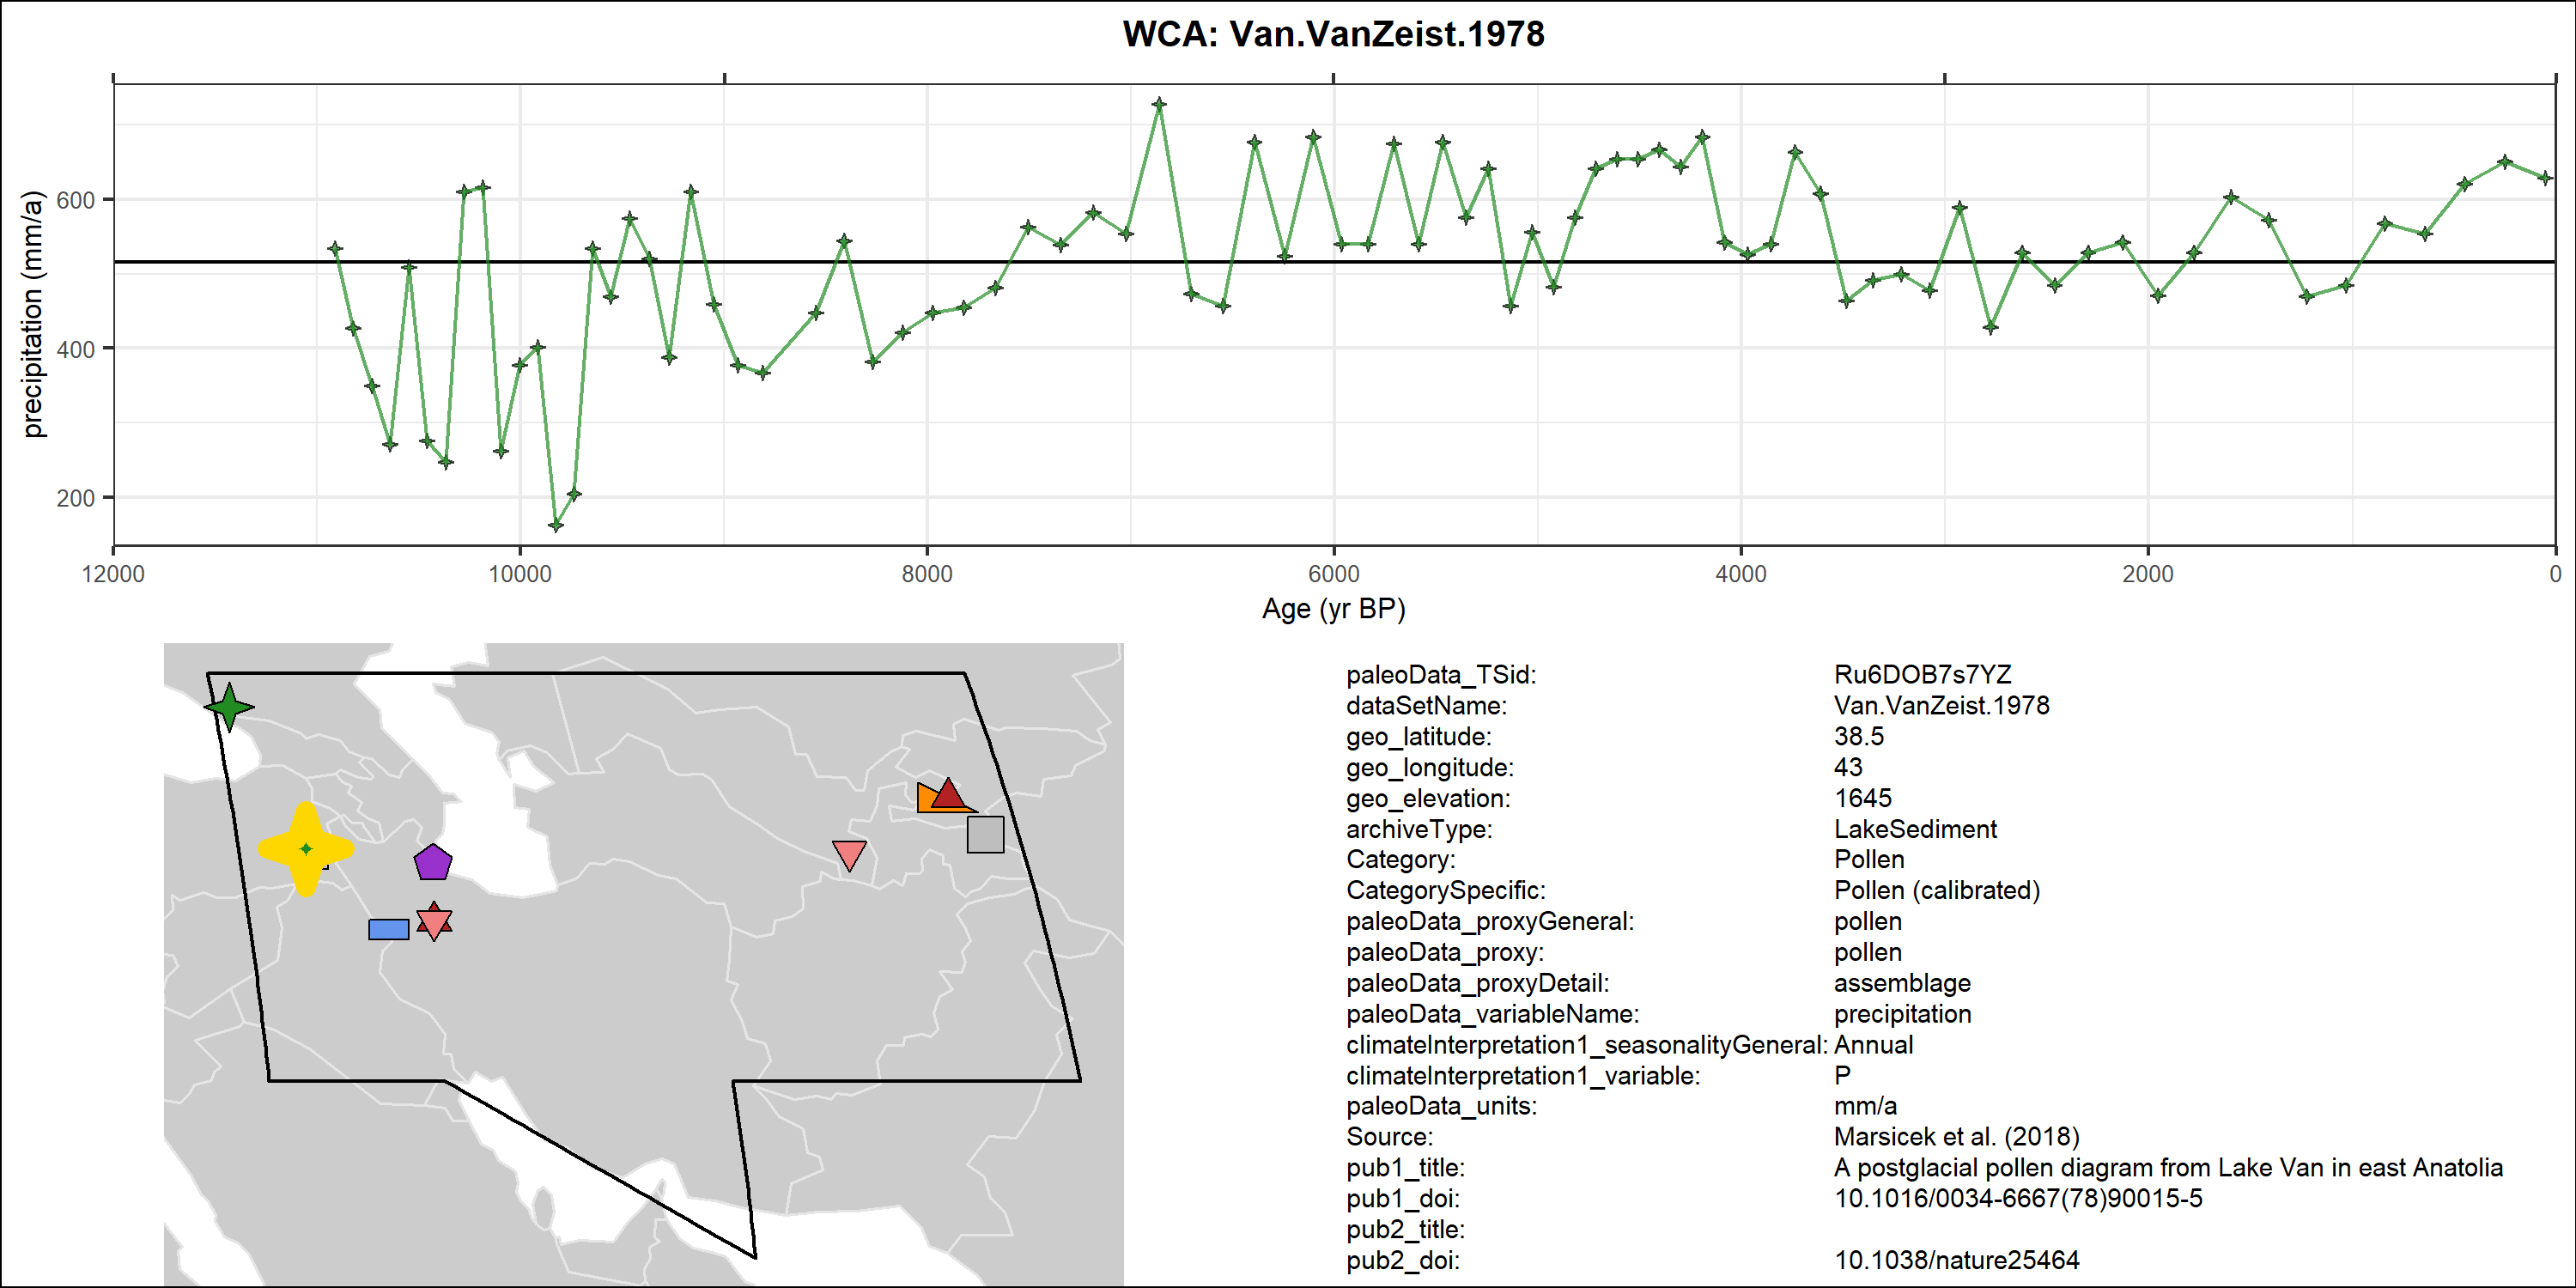 WCA: Van.VanZeist.1978
precipitation (mm/a)
600
400
200
12000 10000 8000 6000 4000 2000 0
Age (yr BP)
paleoData_TSid: Ru6DOB7s7YZ
dataSetName: Van.VanZeist.1978
geo_latitude: 38.5
geo_longitude: 43
geo_elevation: 1645
archiveType: LakeSediment
Category: Pollen
CategorySpecific: Pollen (calibrated)
paleoData_proxyGeneral: pollen
paleoData_proxy: pollen
paleoData_proxyDetail: assemblage
paleoData_variableName: precipitation
climateInterpretation1_seasonalityGeneral: Annual
climateInterpretation1_variable: P
paleoData_units: mm/a
Source: Marsicek et al. (2018)
pub1_title: A postglacial pollen diagram from Lake Van in east Anatolia
pub1_doi: 10.1016/0034-6667(78)90015-5
pub2_title:
pub2_doi: 10.1038/nature25464